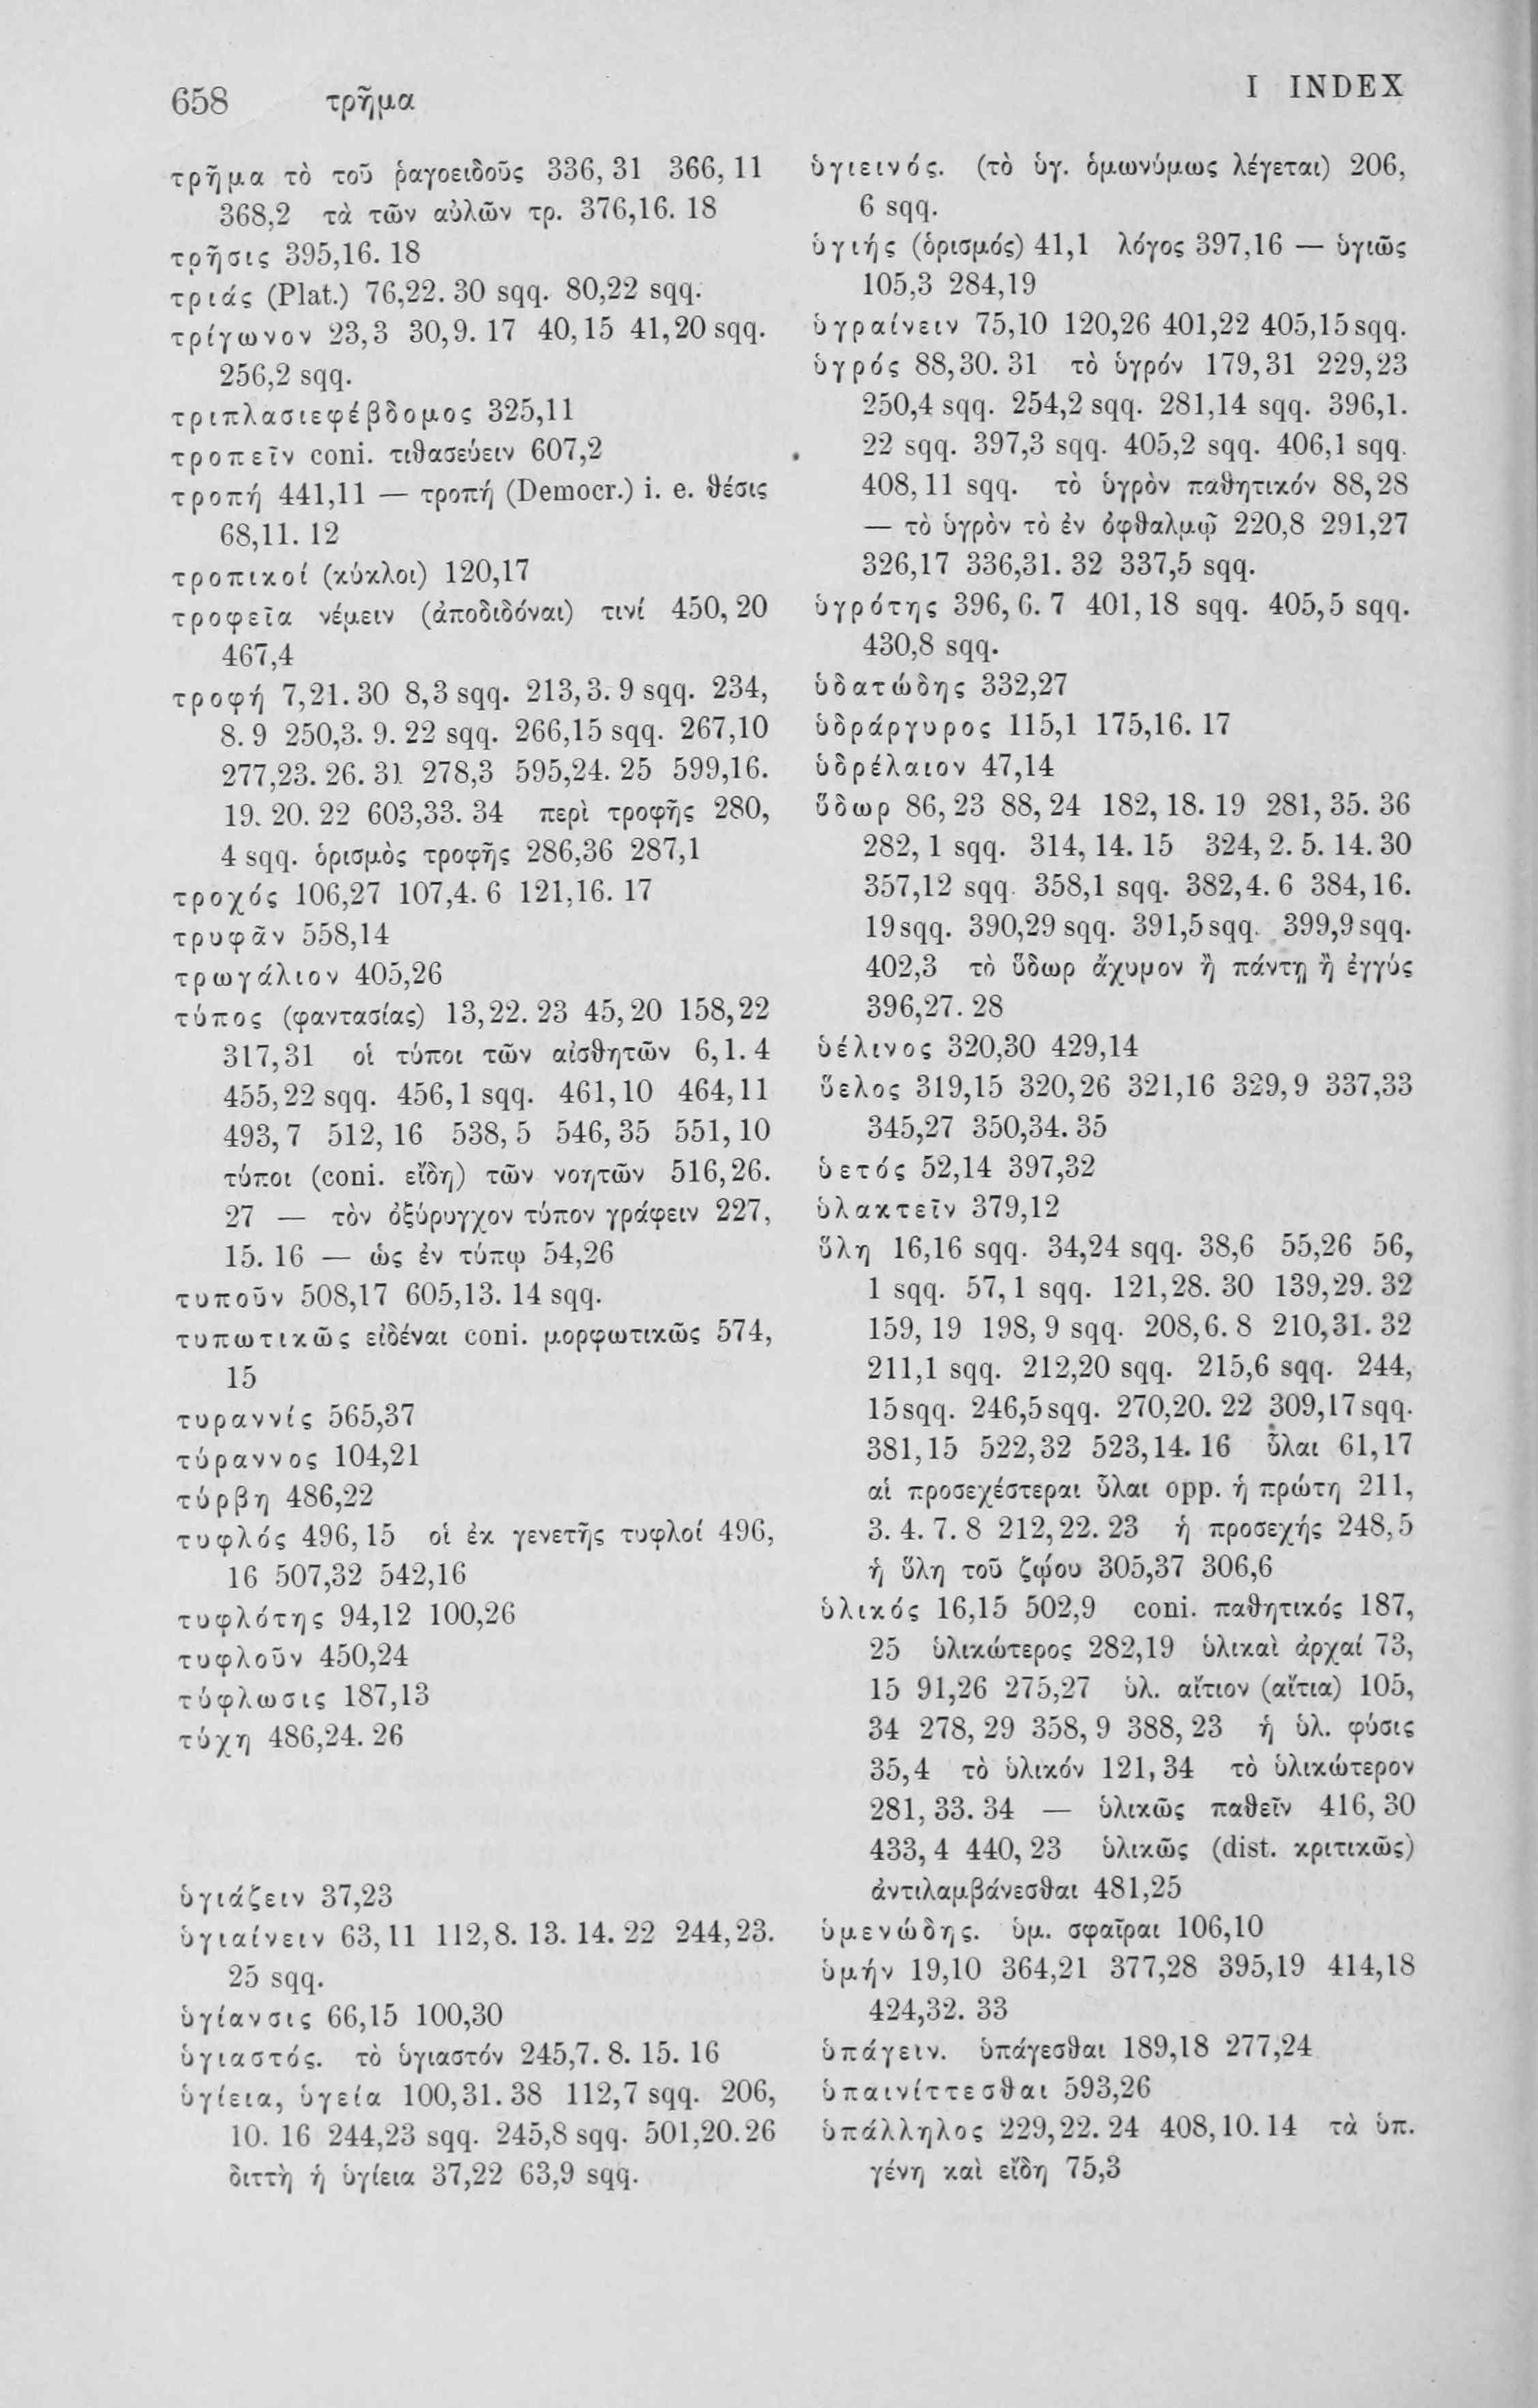 658 τρῆμα I INDEX
τρῆμα τὸ τοῦ ῥαγοειδοῦς 336, 31 366, 11
368,2 τὰ τῶν αὐλῶν τρ. 376,16. 18
τρῆσις 395,16. 18
τριάς (Plat.) 76,22. 30 sqq. 80,22 sqq.
τρίγωνον 23,3 30,9. 17 40,15 41,20 sqq.
256,2 sqq.
τριπλασιεφέβδομος 325,11
τροπεῖν coni. τιθασεύειν 607,2
τροπή 441,11 — τροπή (Democr.) i. e. θέσις
68,11. 12
τροπικοί (κύκλοι) 120,17
τροφεῖα νέμειν (ἀποδιδόναι) τινί 450, 20
467,4
τροφή 7,21. 30 8,3 sqq. 213,3. 9 sqq. 234,
8. 9 250,3. 9. 22 sqq. 266,15 sqq. 267,10
277,23. 26. 31 278,3 595,24. 25 599,16.
19. 20. 22 603,33. 34 περὶ τροφῆς 280,
4 sqq. ὁρισμὸς τροφῆς 286,36 287,1
τροχός 106,27 107,4. 6 121,16. 17
τρυφᾶν 558,14
τρωγάλιον 405,26
τύπος (φαντασίας) 13,22. 23 45,20 158,22
317,31 οἱ τύποι τῶν αἰσθητῶν 6,1. 4
455,22 sqq. 456,1 sqq. 461,10 464,11
493,7 512,16 538,5 546,35 551,10
τύποι (coni. εἴδη) τῶν νοητῶν 516,26.
27 — τὸν ὀξύρυγχον τύπον γράφειν 227,
15. 16 — ὡς ἐν τύπῳ 54,26
τυποῦν 508,17 605,13. 14 sqq.
τυπωτικῶς εἰδέναι coni. μορφωτικῶς 574,
15
τυραννίς 565,37
τύραννος 104,21
τύρβη 486,22
τυφλός 496,15 οἱ ἐκ γενετῆς τυφλοί 496,
16 507,32 542,16
τυφλότης 94,12 100,26
τυφλοῦν 450,24
τύφλωσις 187,13
τύχη 486,24. 26
ὑγιάζειν 37,23
ὑγιαίνειν 63,11 112,8. 13. 14. 22 244,23.
25 sqq.
ὑγίανσις 66,15 100,30
ὑγιαστός. τὸ ὑγιαστόν 245,7. 8. 15. 16
ὑγίεια, ὑγεία 100,31. 38 112,7 sqq. 206,
10. 16 244,23 sqq. 245,8 sqq. 501,20. 26
διττὴ ἡ ὑγίεια 37,22 63,9 sqq.
ὑγιεινός. (τὸ ὑγ. ὁμωνύμως λέγεται) 206,
6 sqq.
ὑγιής (ὁρισμός) 41,1 λόγος 397,16 — ὑγιῶς
105,3 284,19
ὑγραίνειν 75,10 120,26 401,22 405,15 sqq.
ὑγρός 88,30. 31 τὸ ὑγρόν 179,31 229,23
250,4 sqq. 254,2 sqq. 281,14 sqq. 396,1.
22 sqq. 397,3 sqq. 405,2 sqq. 406,1 sqq.
408,11 sqq. τὸ ὑγρὸν παθητικόν 88,28
— τὸ ὑγρὸν τὸ ἐν ὀφθαλμῷ 220,8 291,27
326,17 336,31. 32 337,5 sqq.
ὑγρότης 396,6. 7 401,18 sqq. 405,5 sqq.
430,8 sqq.
ὑδατώδης 332,27
ὑδράργυρος 115,1 175,16. 17
ὑδρέλαιον 47,14
ὕδωρ 86,23 88,24 182,18. 19 281,35. 36
282,1 sqq. 314,14. 15 324,2. 5. 14. 30
357,12 sqq. 358,1 sqq. 382,4. 6 384,16.
19 sqq. 390,29 sqq. 391,5 sqq. 399,9 sqq.
402,3 τὸ ὕδωρ ἄχυμον ἢ πάντῃ ἢ ἐγγύς
396,27. 28
ὑέλινος 320,30 429,14
ὕελος 319,15 320,26 321,16 329,9 337,33
345,27 350,34. 35
ὑετός 52,14 397,32
ὑλακτεῖν 379,12
ὕλη 16,16 sqq. 34,24 sqq. 38,6 55,26 56,
1 sqq. 57,1 sqq. 121,28. 30 139,29. 32
159,19 198,9 sqq. 208,6. 8 210,31. 32
211,1 sqq. 212,20 sqq. 215,6 sqq. 244,
15 sqq. 246,5 sqq. 270,20. 22 309,17 sqq.
381,15 522,32 523,14. 16 ὗλαι 61,17
αἱ προσεχέστεραι ὗλαι opp. ἡ πρώτη 211,
3. 4. 7. 8 212,22. 23 ἡ προσεχής 248,5
ἡ ὕλη τοῦ ζῴου 305,37 306,6
ὑλικός 16,15 502,9 coni. παθητικός 187,
25 ὑλικώτερος 282,19 ὑλικαὶ ἀρχαί 73,
15 91,26 275,27 ὑλ. αἴτιον (αἴτια) 105,
34 278,29 358,9 388,23 ἡ ὑλ. φύσις
35,4 τὸ ὑλικόν 121,34 τὸ ὑλικώτερον
281,33. 34 — ὑλικῶς παθεῖν 416,30
433,4 440,23 ὑλικῶς (dist. κριτικῶς)
ἀντιλαμβάνεσθαι 481,25
ὑμενώδης. ὑμ. σφαῖραι 106,10
ὑμήν 19,10 364,21 377,28 395,19 414,18
424,32. 33
ὑπάγειν. ὑπάγεσθαι 189,18 277,24
ὑπαινίττεσθαι 593,26
ὑπάλληλος 229,22. 24 408,10. 14 τὰ ὑπ.
γένη καὶ εἴδη 75,3